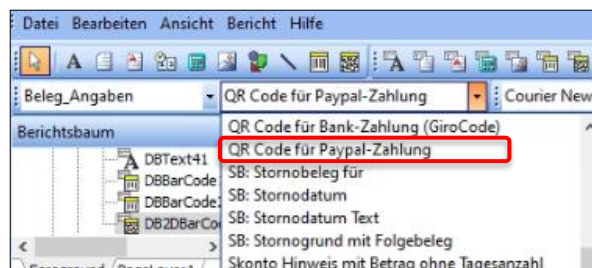 Datei Bearbeiten Ansicht Bericht Hilfe
Beleg_Angaben QR Code für Paypal-Zahlung Courier New
Berichtsbaum
QR Code für Bank-Zahlung (GiroCode)
QR Code für Paypal-Zahlung
SB: Stornobeleg für
SB: Stornodatum
SB: Stornodatum Text
SB: Stornogrund mit Folgebeleg
Skonto Hinweis mit Betrag ohne Tagesanzahl
DBText41
DBBarCode
DBBarCode2
DB2DBarCo